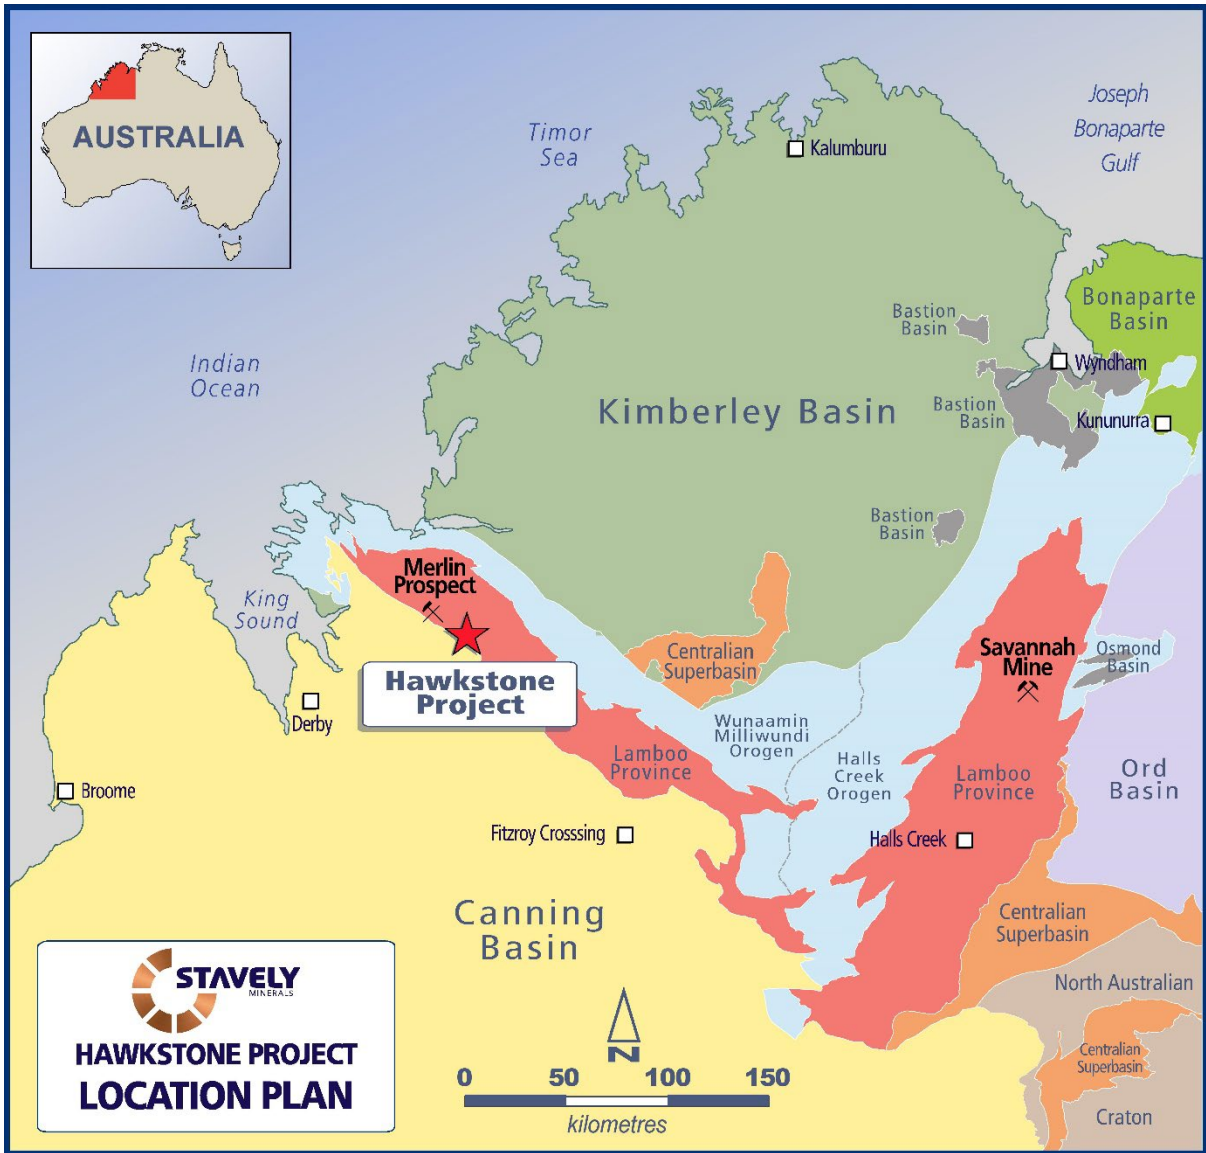 AUSTRALIA
Timor
Sea
Joseph
Bonaparte
Gulf
Kalumburu
Indian
Ocean
Bonaparte
Basin
Bastion
Basin
Wyndham
Kimberley Basin
Bastion
Basin
Kununurra
Bastion
Basin
Merlin
Prospect
King
Sound
Hawkstone
Project
Centralian
Superbasin
Savannah
Mine
Osmond
Basin
Derby
Wunaamin
Milliwundi
Orogen
Lamboo
Province
Halls
Creek
Orogen
Lamboo
Province
Ord
Basin
Broome
Fitzroy Crosssing
Halls Creek
Canning
Basin
Centralian
Superbasin
North Australian
Centralian
Superbasin
Craton
STAVELY
MINERALS
HAWKSTONE PROJECT
LOCATION PLAN
N
0 50 100 150
kilometres